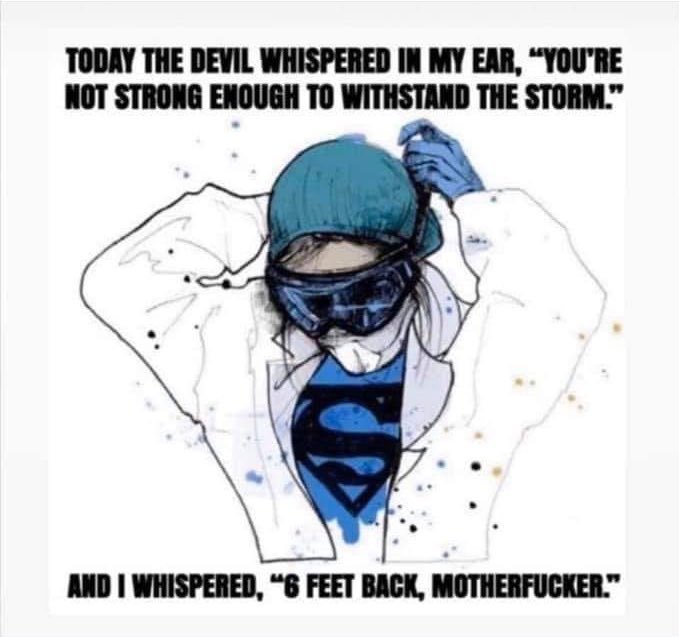 TODAY THE DEVIL WHISPERED IN MY EAR, “YOU'RE
NOT STRONG ENOUGH TO WITHSTAND THE STORM.”
S
AND I WHISPERED, “6 FEET BACK, MOTHERFUCKER.”